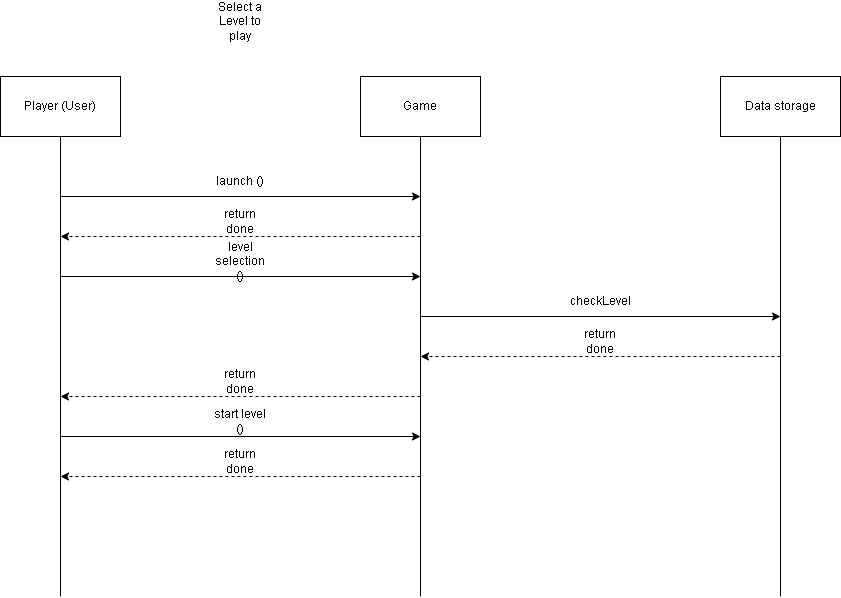 Select a
Level to
play
Player (User)
Game
Data storage
launch ()
return
done
level
selection
()
checkLevel
return
done
return
done
start level
()
return
done